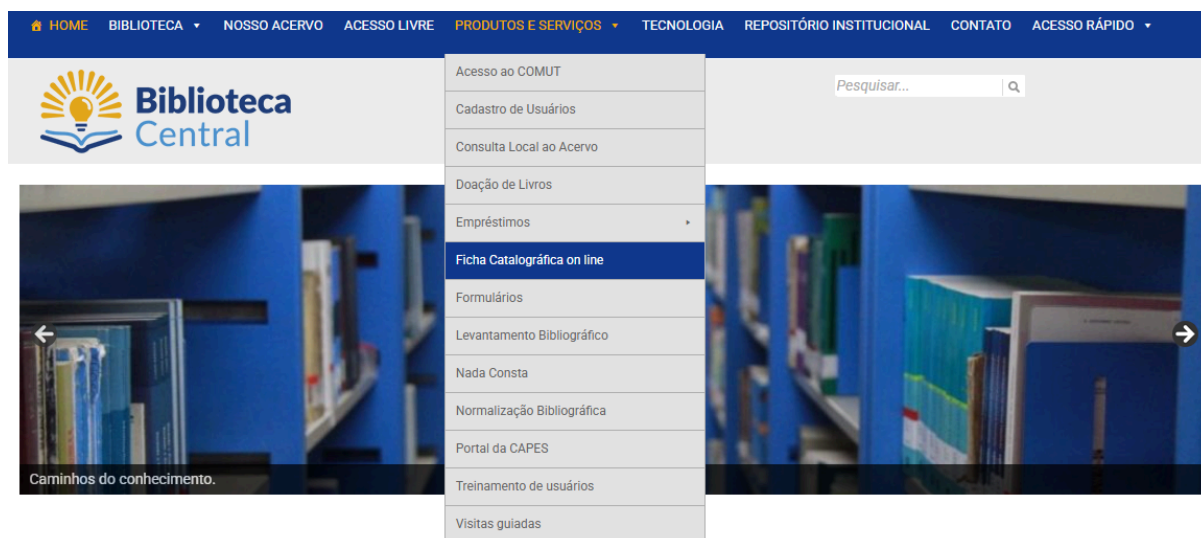 HOME BIBLIOTECA NOSSO ACERVO ACESSO LIVRE PRODUTOS E SERVIÇOS TECNOLOGIA REPOSITÓRIO INSTITUCIONAL CONTATO ACESSO RÁPIDO
Biblioteca
Central
Pesquisar...
Acesso ao COMUT
Cadastro de Usuários
Consulta Local ao Acervo
Doação de Livros
Empréstimos
Ficha Catalográfica on line
Formulários
Levantamento Bibliográfico
Nada Consta
Normalização Bibliográfica
Portal da CAPES
Treinamento de usuários
Visitas guiadas
Caminhos do conhecimento.